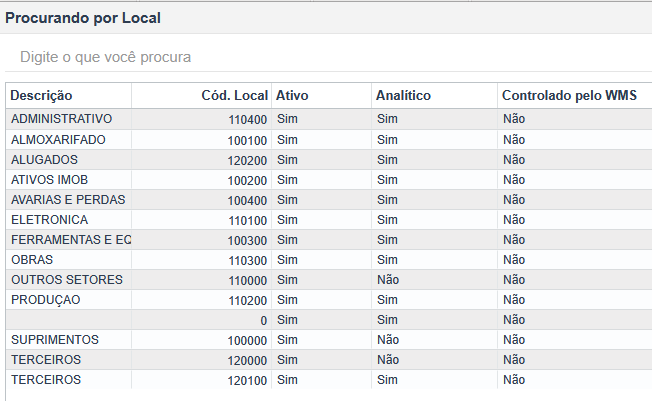 Procurando por Local
Digite o que você procura
Descrição Cód. Local Ativo Analítico Controlado pelo WMS
ADMINISTRATIVO 110400 Sim Sim Não
ALMOXARIFADO 100100 Sim Sim Não
ALUGADOS 120200 Sim Sim Não
ATIVOS IMOB 100200 Sim Sim Não
AVARIAS E PERDAS 100400 Sim Sim Não
ELETRONICA 110100 Sim Sim Não
FERRAMENTAS E EQ 100300 Sim Sim Não
OBRAS 110300 Sim Sim Não
OUTROS SETORES 110000 Sim Não Não
PRODUÇAO 110200 Sim Sim Não
0 Sim Sim Não
SUPRIMENTOS 100000 Sim Não Não
TERCEIROS 120000 Sim Não Não
TERCEIROS 120100 Sim Sim Não